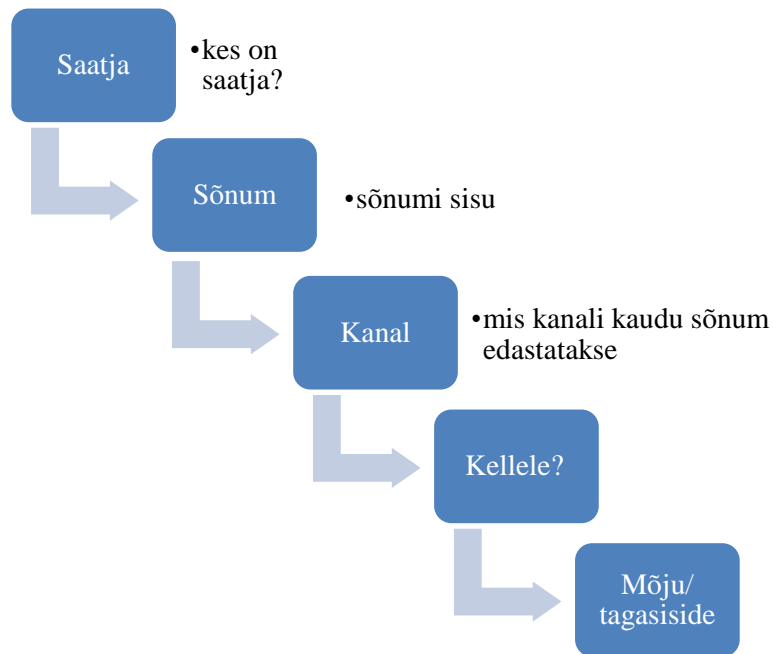 Saatja
•kes on
saatja?
Sõnum
•sõnumi sisu
Kanal
•mis kanali kaudu sõnum
edastatakse
Kellele?
Mõju/
tagasiside